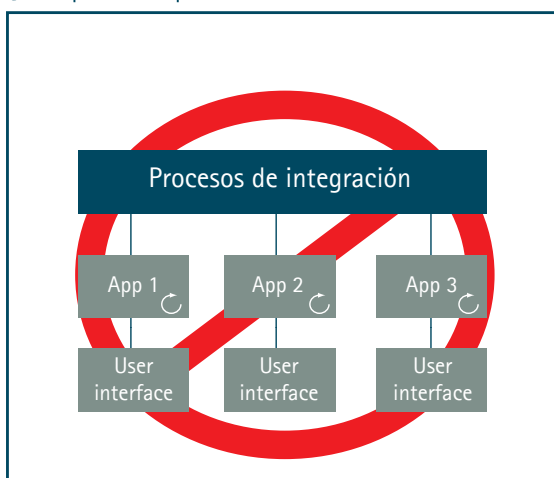 Procesos de integración
App 1
App 2
App 3
User
interface
User
interface
User
interface